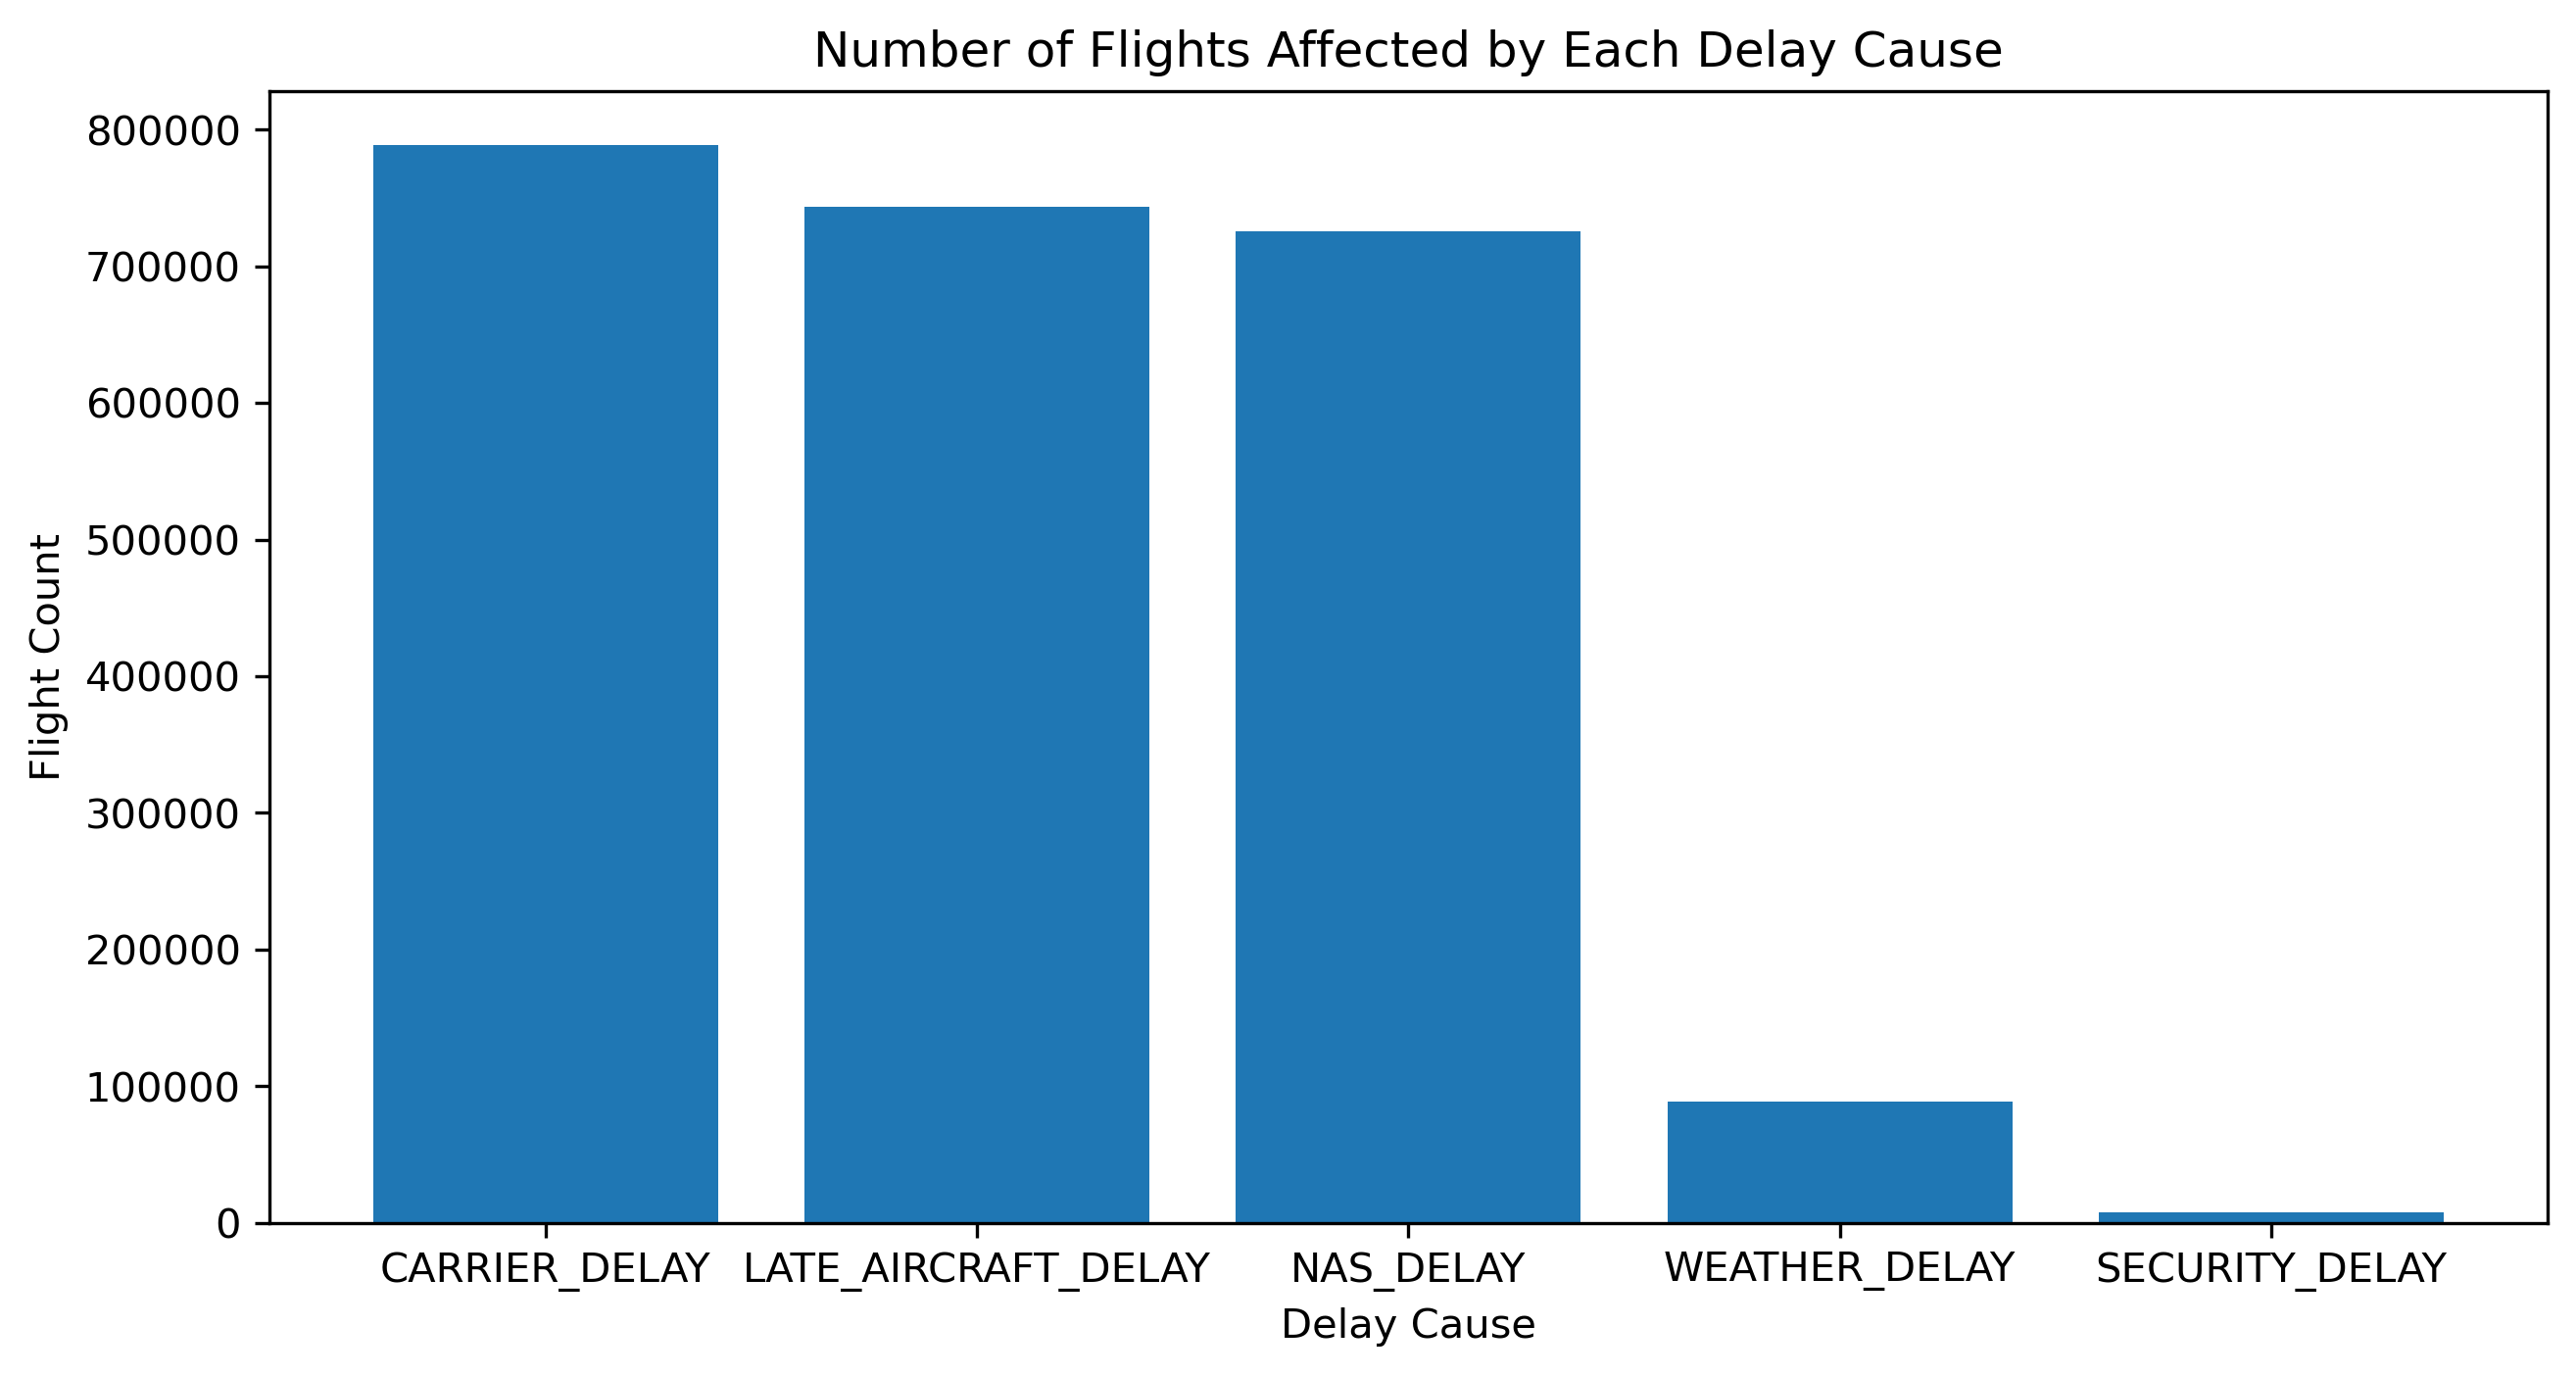 Number of Flights Affected by Each Delay Cause
800000
700000
600000
500000
400000
300000
200000
100000
0
Flight Count
CARRIER_DELAY LATE_AIRCRAFT_DELAY NAS_DELAY WEATHER_DELAY SECURITY_DELAY
Delay Cause